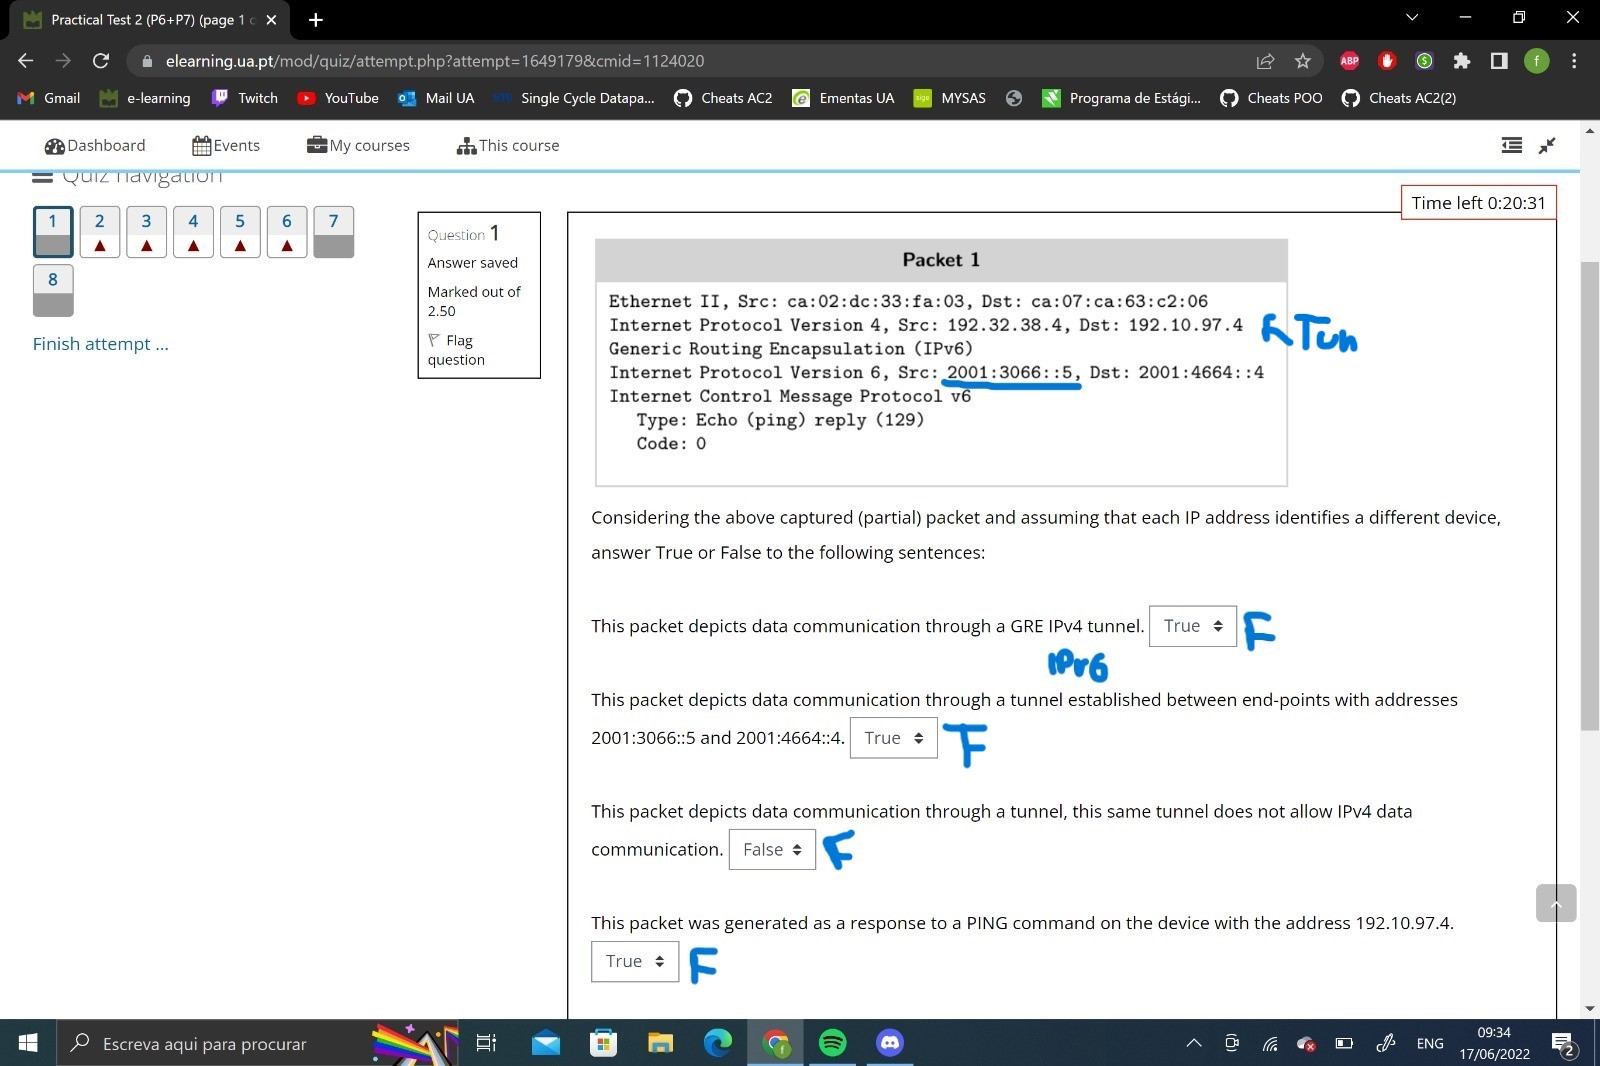 Practical Test 2 (P6+P7) (page 1 o
elearning.ua.pt/mod/quiz/attempt.php?attempt=1649179&cmid=1124020
ABP
f
Gmail e-learning Twitch YouTube Mail UA Single Cycle Datapa... Cheats AC2 Ementas UA MYSAS Programa de Estági... Cheats POO Cheats AC2(2)
Dashboard Events My courses This course
Quiz navigation
Time left 0:20:31
1 2 3 4 5 6 7
8
Finish attempt ...
Question 1
Answer saved
Marked out of
2.50
Flag
question
Packet 1
Ethernet II, Src: ca:02:dc:33:fa:03, Dst: ca:07:ca:63:c2:06
Internet Protocol Version 4, Src: 192.32.38.4, Dst: 192.10.97.4
Tun
Generic Routing Encapsulation (IPv6)
Internet Protocol Version 6, Src: 2001:3066::5, Dst: 2001:4664::4
Internet Control Message Protocol v6
Type: Echo (ping) reply (129)
Code: 0
Considering the above captured (partial) packet and assuming that each IP address identifies a different device,
answer True or False to the following sentences:
This packet depicts data communication through a GRE IPv4 tunnel. True F
IPv6
This packet depicts data communication through a tunnel established between end-points with addresses
2001:3066::5 and 2001:4664::4. True
This packet depicts data communication through a tunnel, this same tunnel does not allow IPv4 data
communication. False F
This packet was generated as a response to a PING command on the device with the address 192.10.97.4.
True F
Escreva aqui para procurar
ENG
09:34
17/06/2022
2